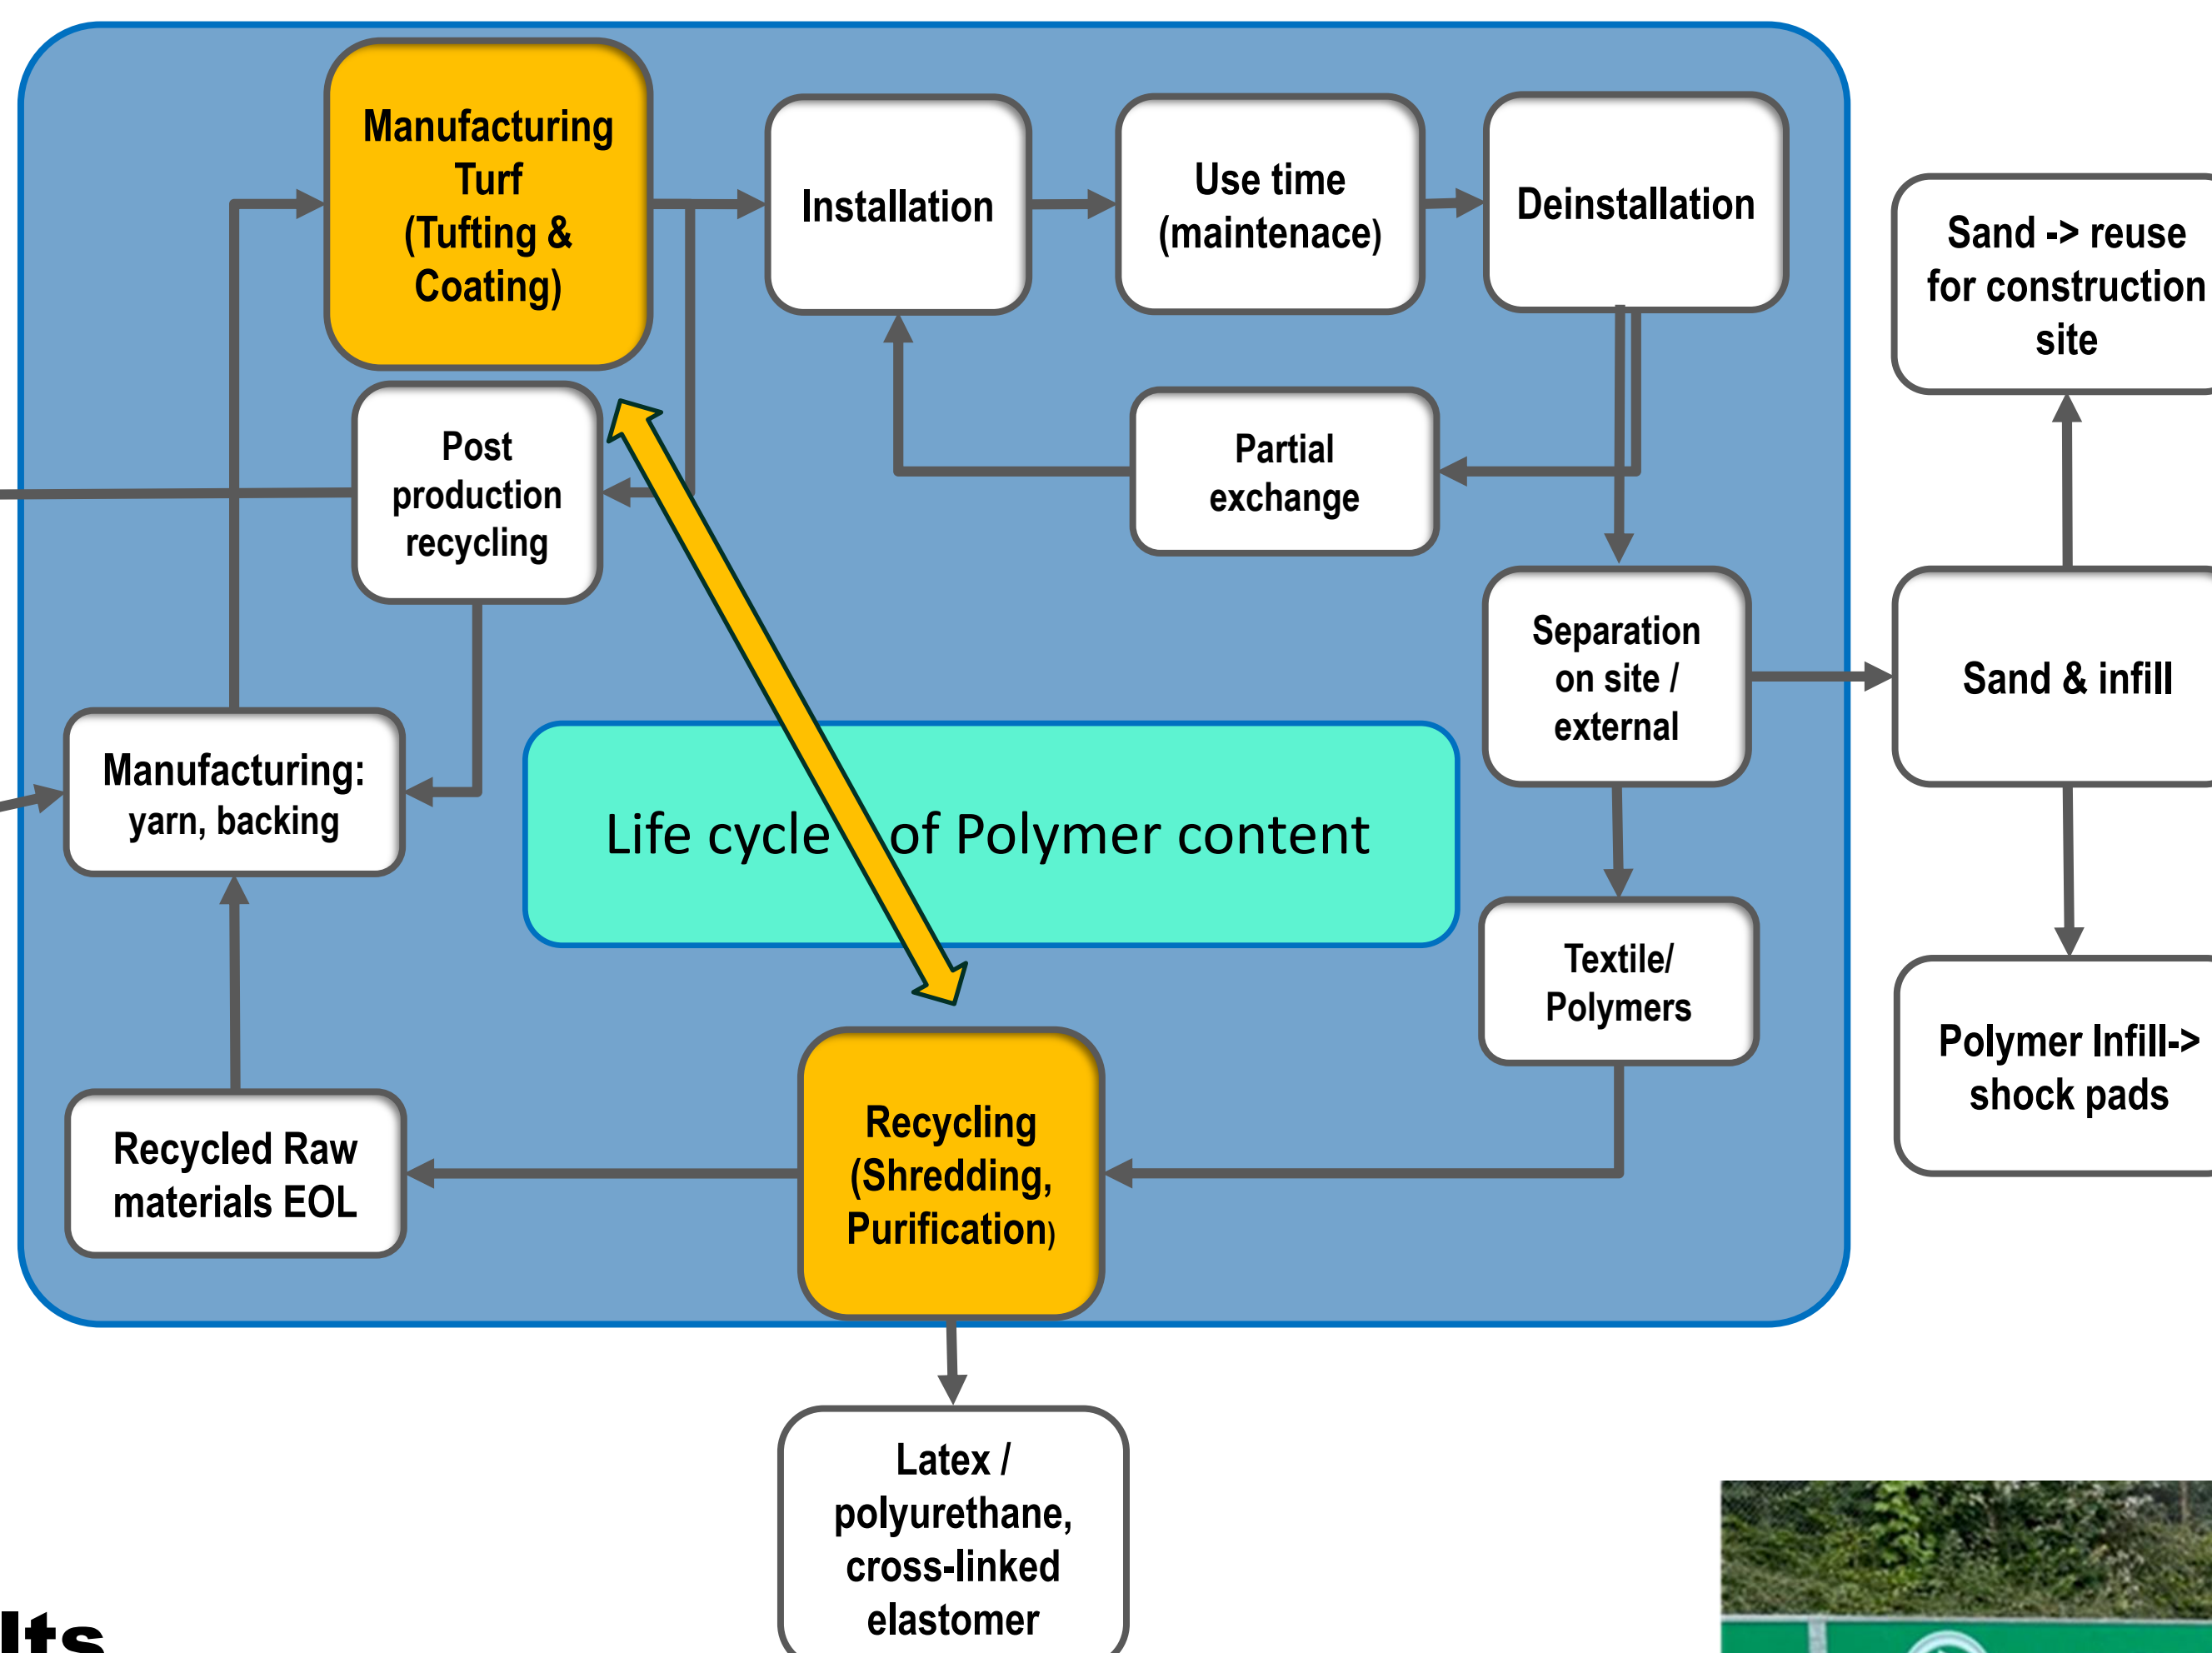 Manufacturing
Turf
(Tufting &
Coating)
Installation
Use time
(maintenace)
Deinstallation
Sand -> reuse
for construction
site
Post
production
recycling
Partial
exchange
Separation
on site /
external
Sand & infill
Manufacturing:
yarn, backing
Life cycle of Polymer content
Textile/
Polymers
Polymer Infill->
shock pads
Recycled Raw
materials EOL
Recycling
(Shredding,
Purification)
Latex /
polyurethane,
cross-linked
elastomer
lts